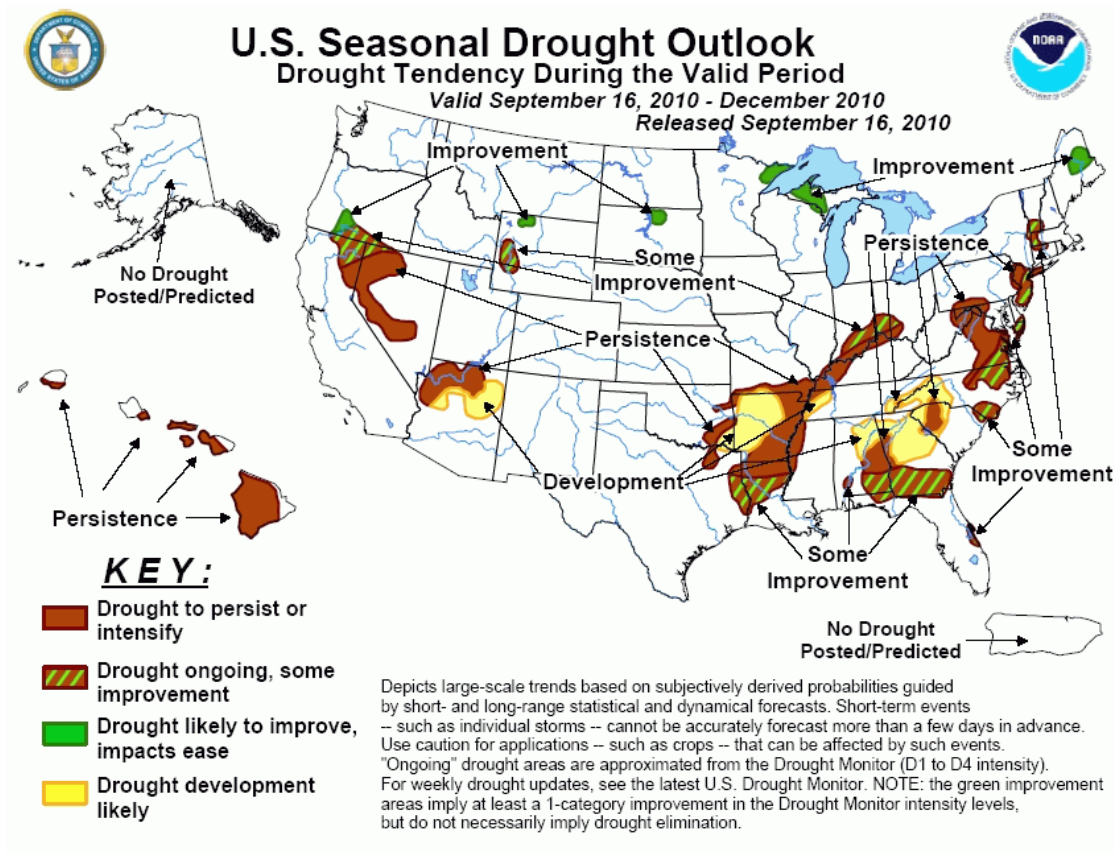 U.S. Seasonal Drought Outlook
Drought Tendency During the Valid Period
Valid September 16, 2010 - December 2010
Released September 16, 2010
NOAA
Improvement
Improvement
No Drought
Posted/Predicted
Persistence
Some
Improvement
Persistence
Some
Improvement
Development
Persistence
Some
Improvement
No Drought
Posted/Predicted
KEY:
Drought to persist or
intensify
Drought ongoing, some
improvement
Drought likely to improve,
impacts ease
Drought development
likely
Depicts large-scale trends based on subjectively derived probabilities guided
by short- and long-range statistical and dynamical forecasts. Short-term events
-- such as individual storms -- cannot be accurately forecast more than a few days in advance.
Use caution for applications -- such as crops -- that can be affected by such events.
"Ongoing" drought areas are approximated from the Drought Monitor (D1 to D4 intensity).
For weekly drought updates, see the latest U.S. Drought Monitor. NOTE: the green improvement
areas imply at least a 1-category improvement in the Drought Monitor intensity levels,
but do not necessarily imply drought elimination.